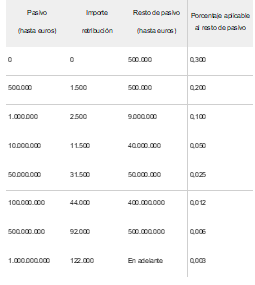 Pasivo Importe Resto de pasivo Porcentaje aplicable
(hasta euros) retribución (hasta euros) al resto de pasivo
0 0 500.000 0,300
500.000 1.500 500.000 0,200
1.000.000 2.500 9.000.000 0,100
10.000.000 11.500 40.000.000 0,050
50.000.000 31.500 50.000.000 0,025
100.000.000 44.000 400.000.000 0,012
500.000.000 92.000 500.000.000 0,006
1.000.000.000 122.000 En adelante 0,003